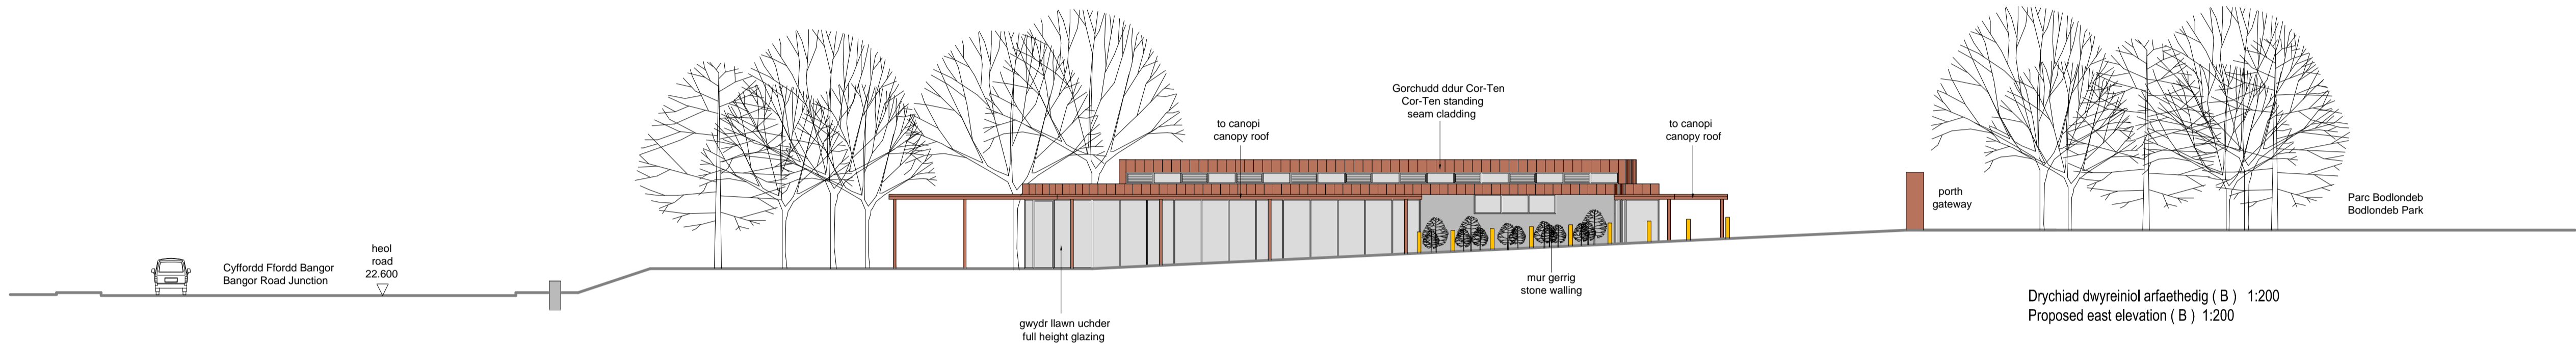 Gorchudd ddur Cor-Ten
Cor-Ten standing
seam cladding
to canopi
canopy roof
to canopi
canopy roof
porth
gateway
Parc Bodlondeb
Bodlondeb Park
heol
road
22.600
Cyffordd Ffordd Bangor
Bangor Road Junction
mur gerrig
stone walling
gwydr llawn uchder
full height glazing
Drychiad dwyreiniol arfaethedig ( B ) 1:200
Proposed east elevation ( B ) 1:200